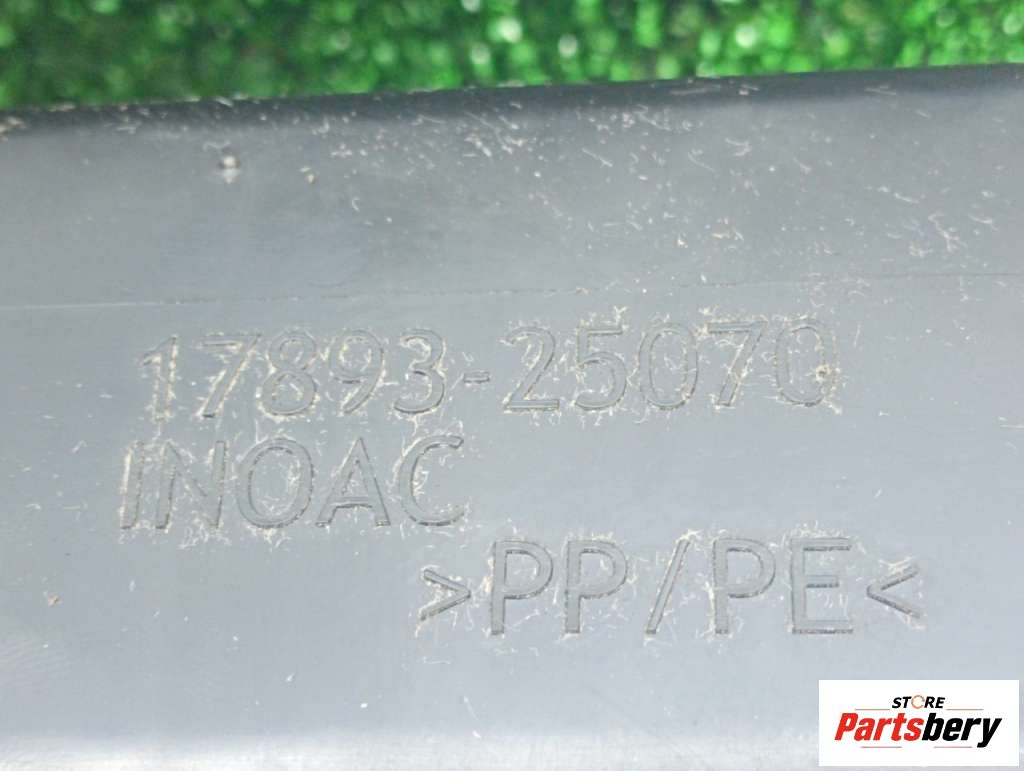 17893-25070
INOAC
>PP/PE<
STORE
Partsbery